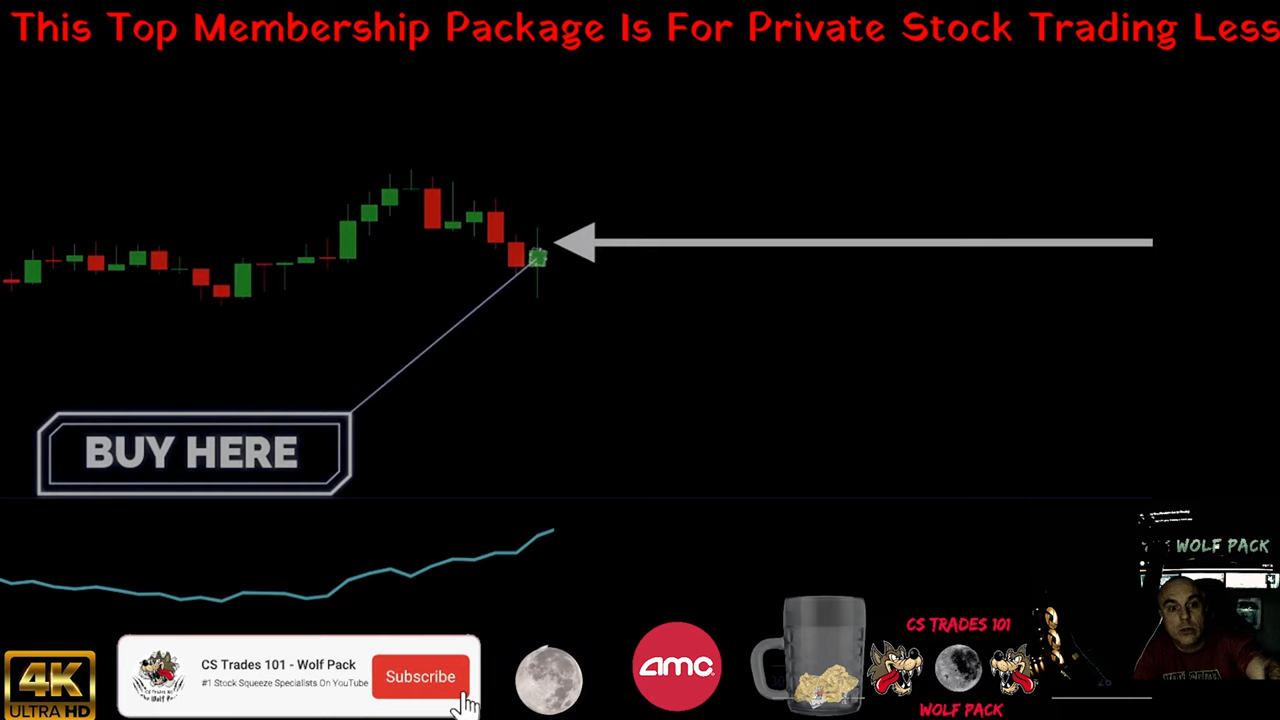 This Top Membership Package Is For Private Stock Trading Less
BUY HERE
WOLF PACK
4K
ULTRA HD
CS Trades 101 - Wolf Pack
#1 Stock Squeeze Specialists On YouTube
Subscribe
amc
CS TRADES 101
WOLF PACK